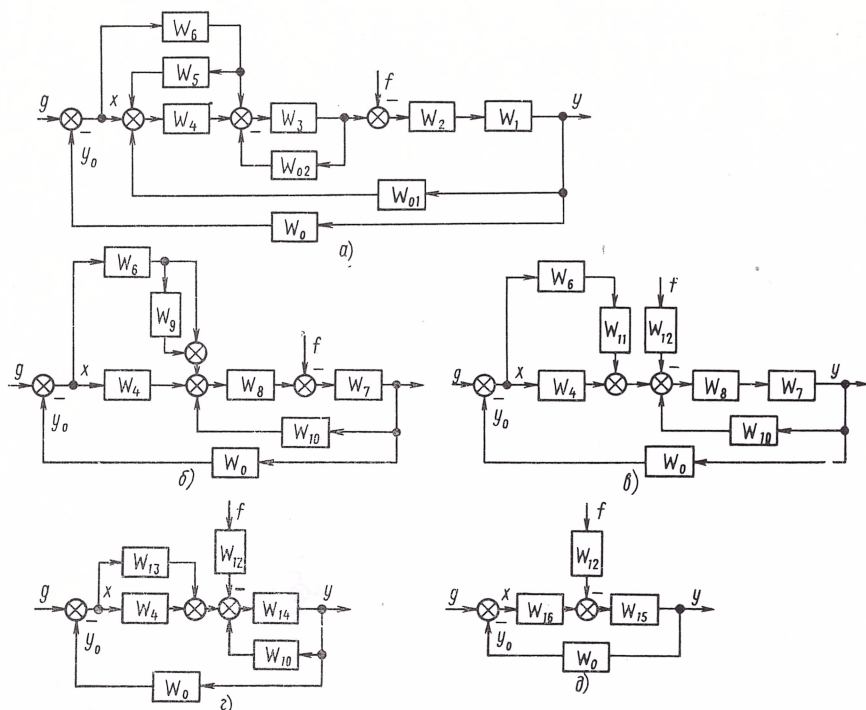 W₆
W₅
f
g
x
W₄
W₃
W₂
W₁
y
y₀
W₀₂
W₀₁
W₀
а)
W₆
W₉
f
g
x
W₄
W₈
W₇
y₀
W₁₀
W₀
б)
W₆
f
W₁₁
W₁₂
g
x
W₄
W₈
W₇
y
y₀
W₁₀
W₀
в)
f
W₁₂
W₁₃
g
x
W₄
W₁₄
y
y₀
W₁₀
W₀
г)
f
W₁₂
g
x
W₁₆
W₁₅
y
y₀
W₀
д)